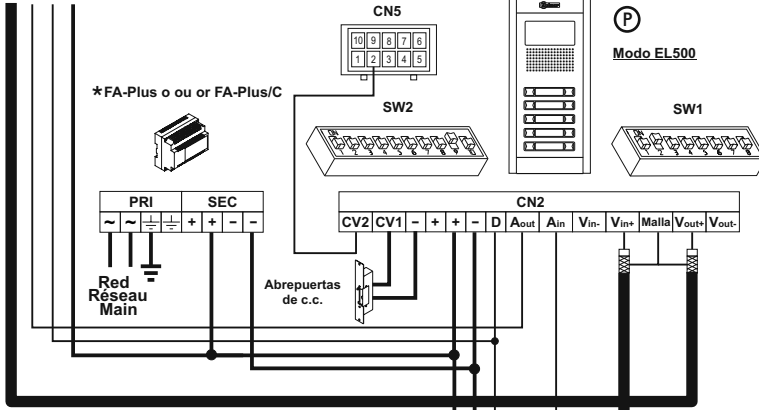 CN5
10 9 8 7 6
1 2 3 4 5
P
Modo EL500
*FA-Plus o ou or FA-Plus/C
SW2
SW1
ON
PRI SEC
~ ~ + + − −
CN2
CV2 CV1 − + + − D Aout Ain Vin- Vin+ Malla Vout+ Vout-
Red
Réseau
Main
Abrepuertas
de c.c.